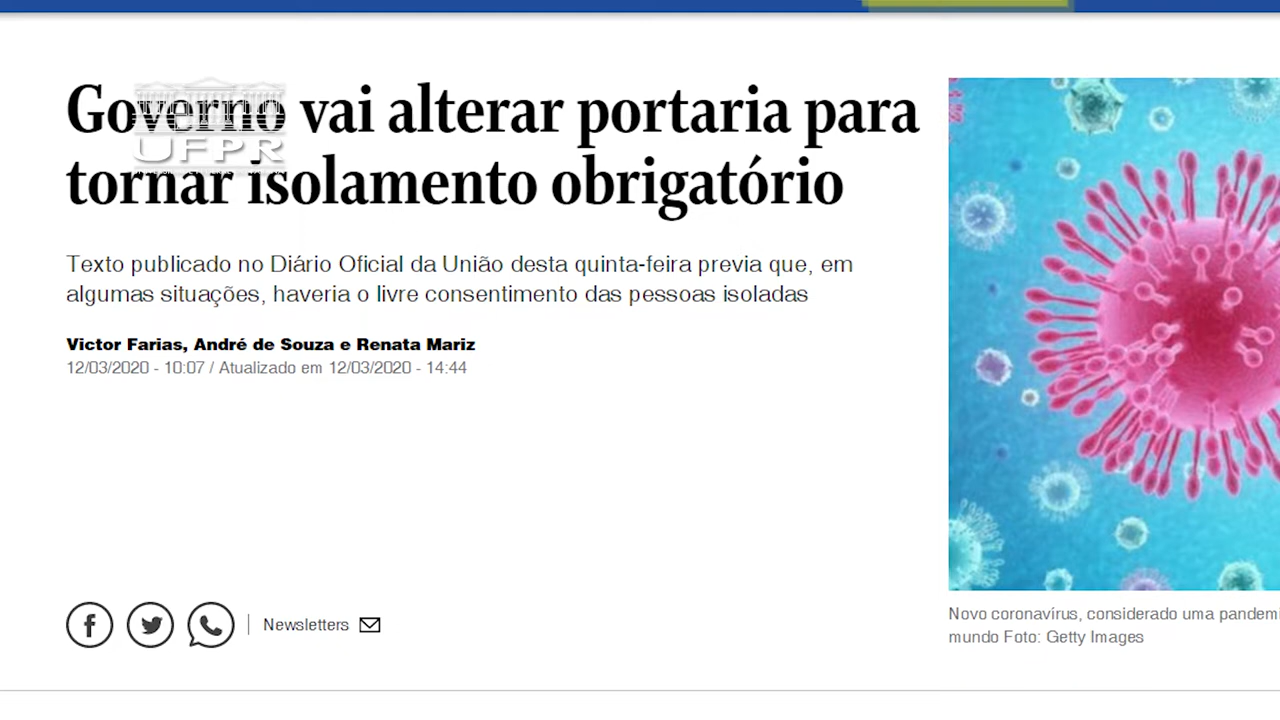 Governo vai alterar portaria para
tornar isolamento obrigatório
UFPR
Texto publicado no Diário Oficial da União desta quinta-feira previa que, em
algumas situações, haveria o livre consentimento das pessoas isoladas
Victor Farias, André de Souza e Renata Mariz
12/03/2020 - 10:07 / Atualizado em 12/03/2020 - 14:44
Newsletters
Novo coronavírus, considerado uma
mundo Foto: Getty Images